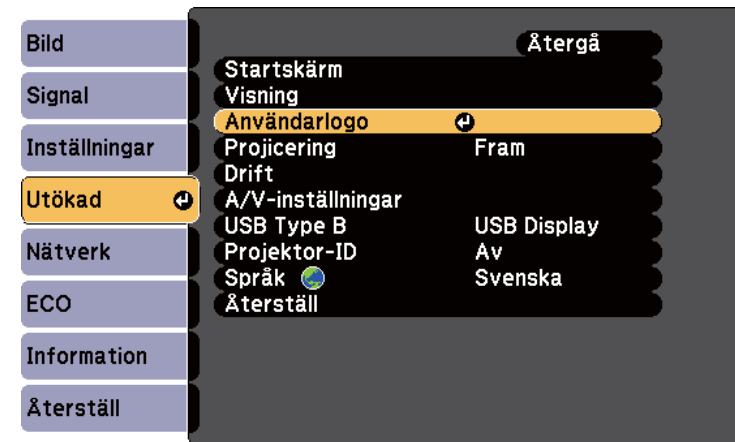 Bild
Signal
Inställningar
Utökad
Nätverk
ECO
Information
Återställ
Återgå
Startskärm
Visning
Användarlogo
Projicering Fram
Drift
A/V-inställningar
USB Type B USB Display
Projektor-ID Av
Språk Svenska
Återställ